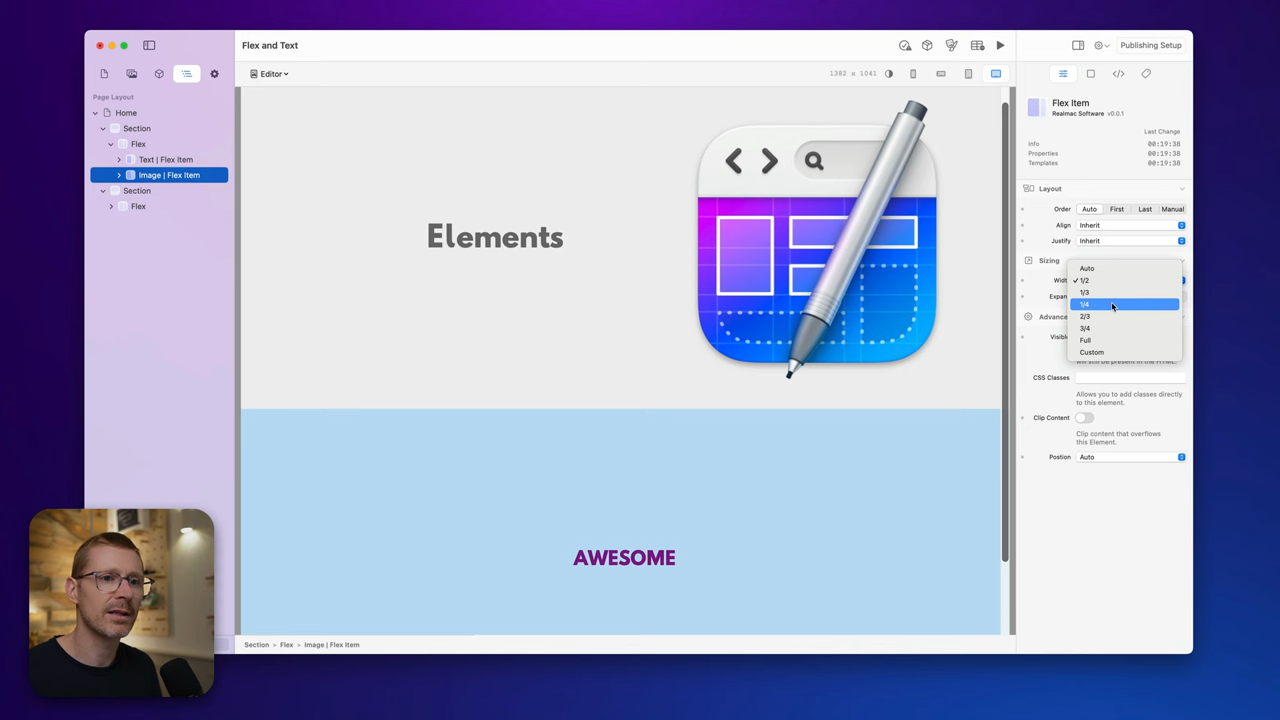 Flex and Text
Publishing Setup
Editor
1382 × 1041
Page Layout
Home
Section
Flex
Text | Flex Item
Image | Flex Item
Section
Flex
Elements
AWESOME
Section > Flex > Image | Flex Item
Flex Item
Realmac Software v0.0.1
Last Change
Info 00:19:38
Properties 00:19:38
Templates 00:19:38
Layout
Order Auto First Last Manual
Align Inherit
Justify Inherit
Sizing
Auto
✓ 1/2
1/3
1/4
2/3
3/4
Full
Custom
CSS Classes
Allows you to add classes directly
to this element.
Clip Content
Clip content that overflows
this Element.
Postion Auto